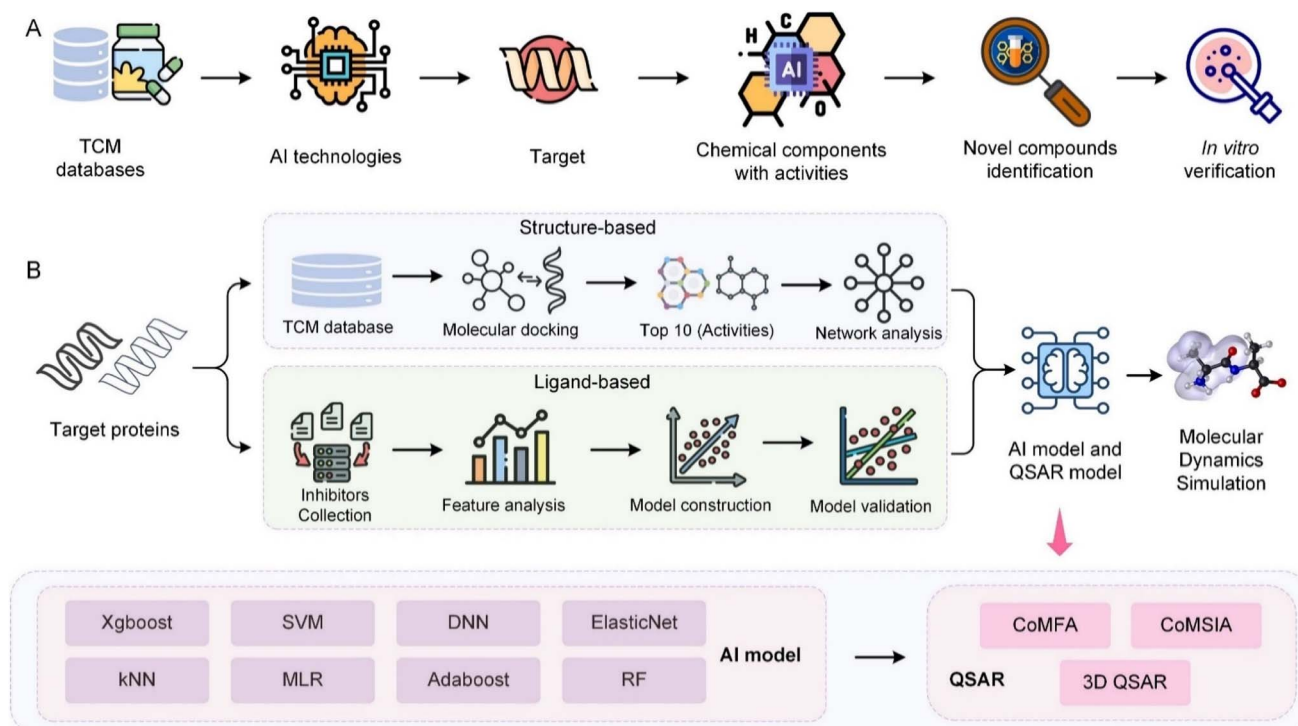 A
TCM
databases
AI technologies
Target
H
C
AI
O
Chemical components
with activities
Novel compounds
identification
In vitro
verification
B
Target proteins
Structure-based
TCM database
Molecular docking
Top 10 (Activities)
Network analysis
Ligand-based
Inhibitors
Collection
Feature analysis
Model construction
Model validation
AI model and
QSAR model
Molecular
Dynamics
Simulation
Xgboost
SVM
DNN
ElasticNet
kNN
MLR
Adaboost
RF
AI model
CoMFA
CoMSIA
QSAR
3D QSAR